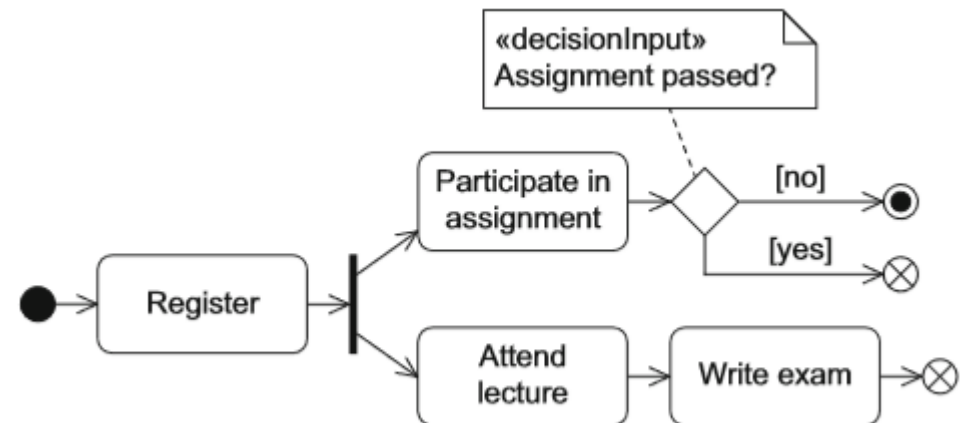 «decisionInput»
Assignment passed?
Participate in
assignment
[no]
[yes]
Register
Attend
lecture
Write exam